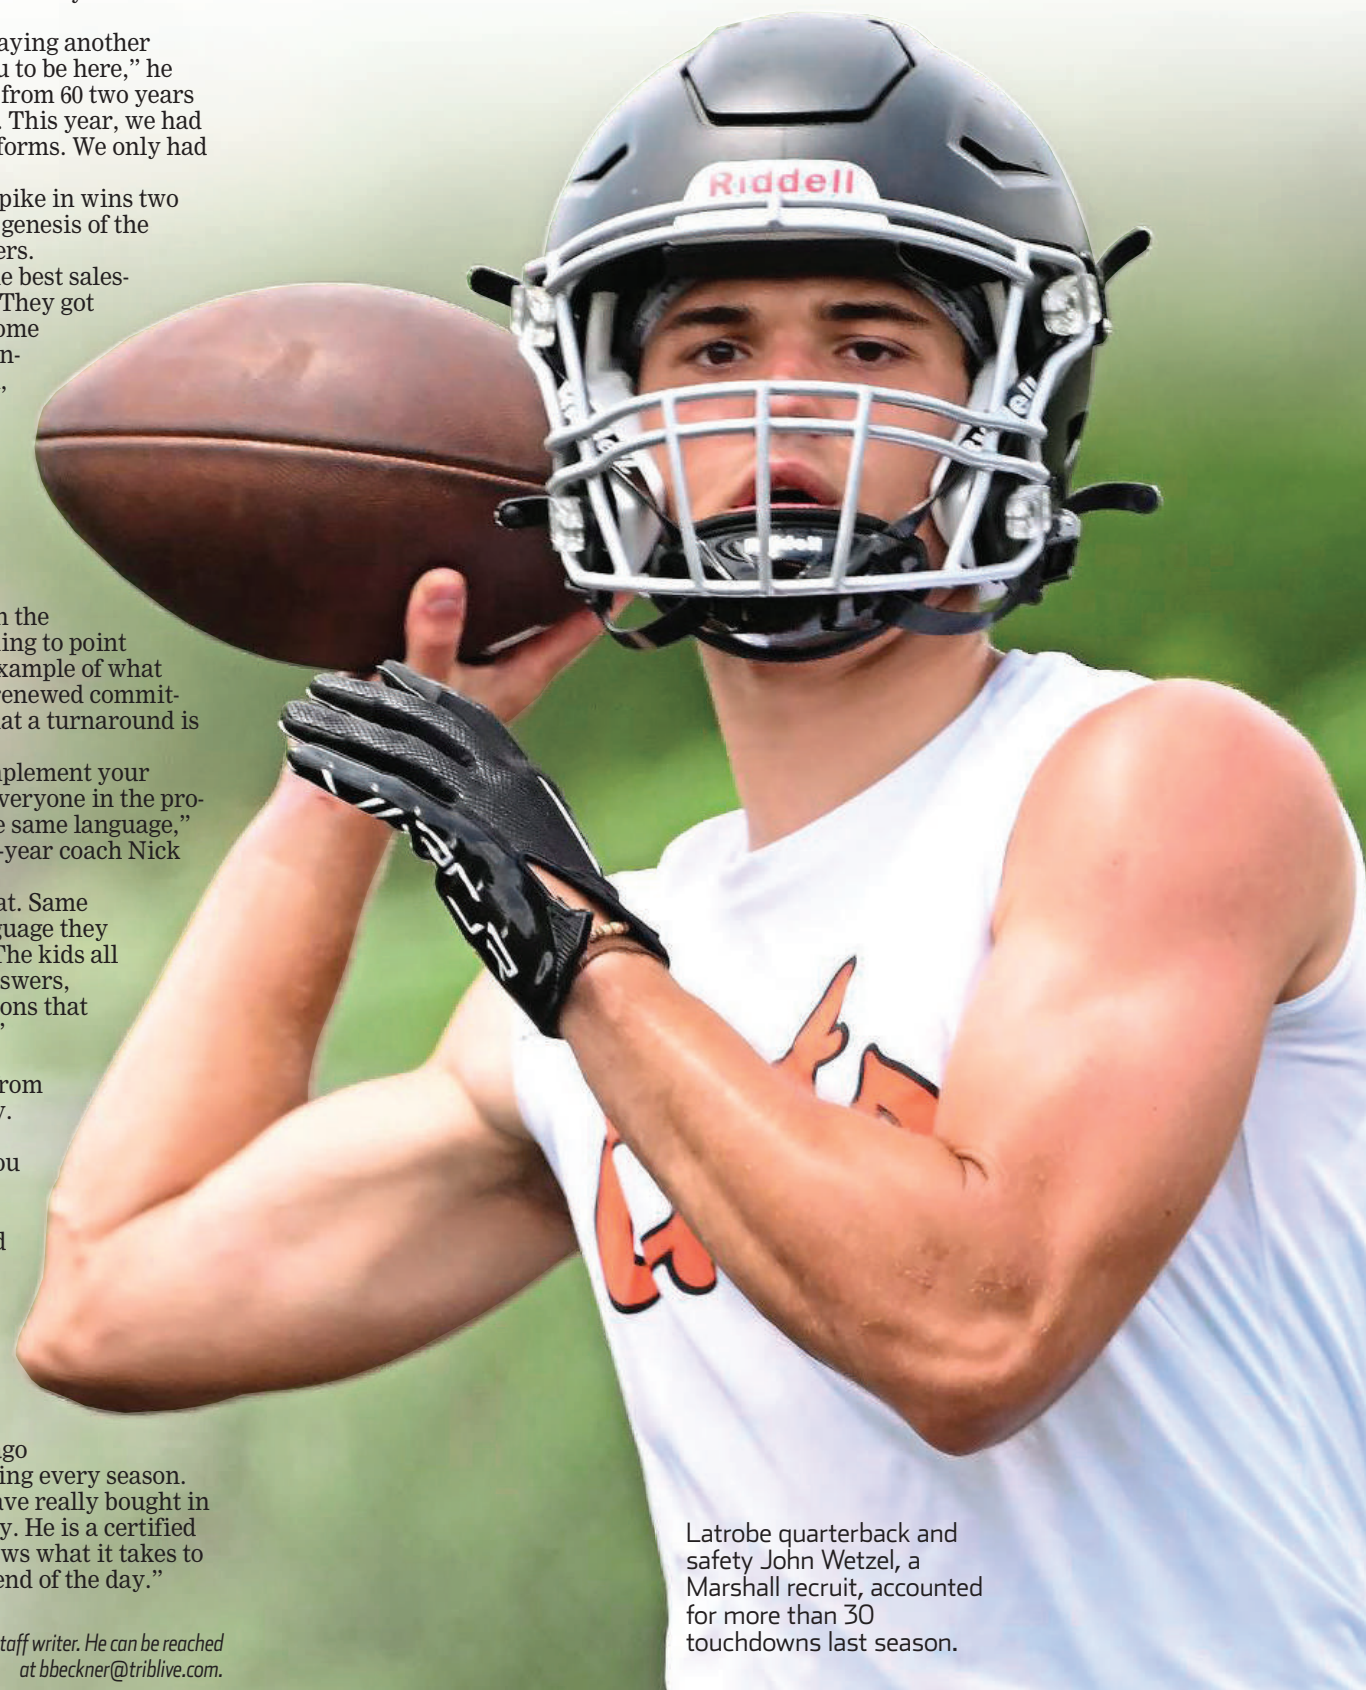 aying another
u to be here,” he
from 60 two years
. This year, we had
forms. We only had
pike in wins two
genesis of the
ers.
e best sales-
They got
ome
n-
,
n the
ing to point
xample of what
renewed commit-
at a turnaround is
mplement your
veryone in the pro-
e same language,”
-year coach Nick
at. Same
guage they
The kids all
swers,
ons that
”
rom
y.
ou
d
go
ing every season.
ave really bought in
y. He is a certified
ws what it takes to
end of the day.”
taff writer. He can be reached
at bbeckner@triblive.com.
Riddell
Riddell
Latrobe quarterback and
safety John Wetzel, a
Marshall recruit, accounted
for more than 30
touchdowns last season.